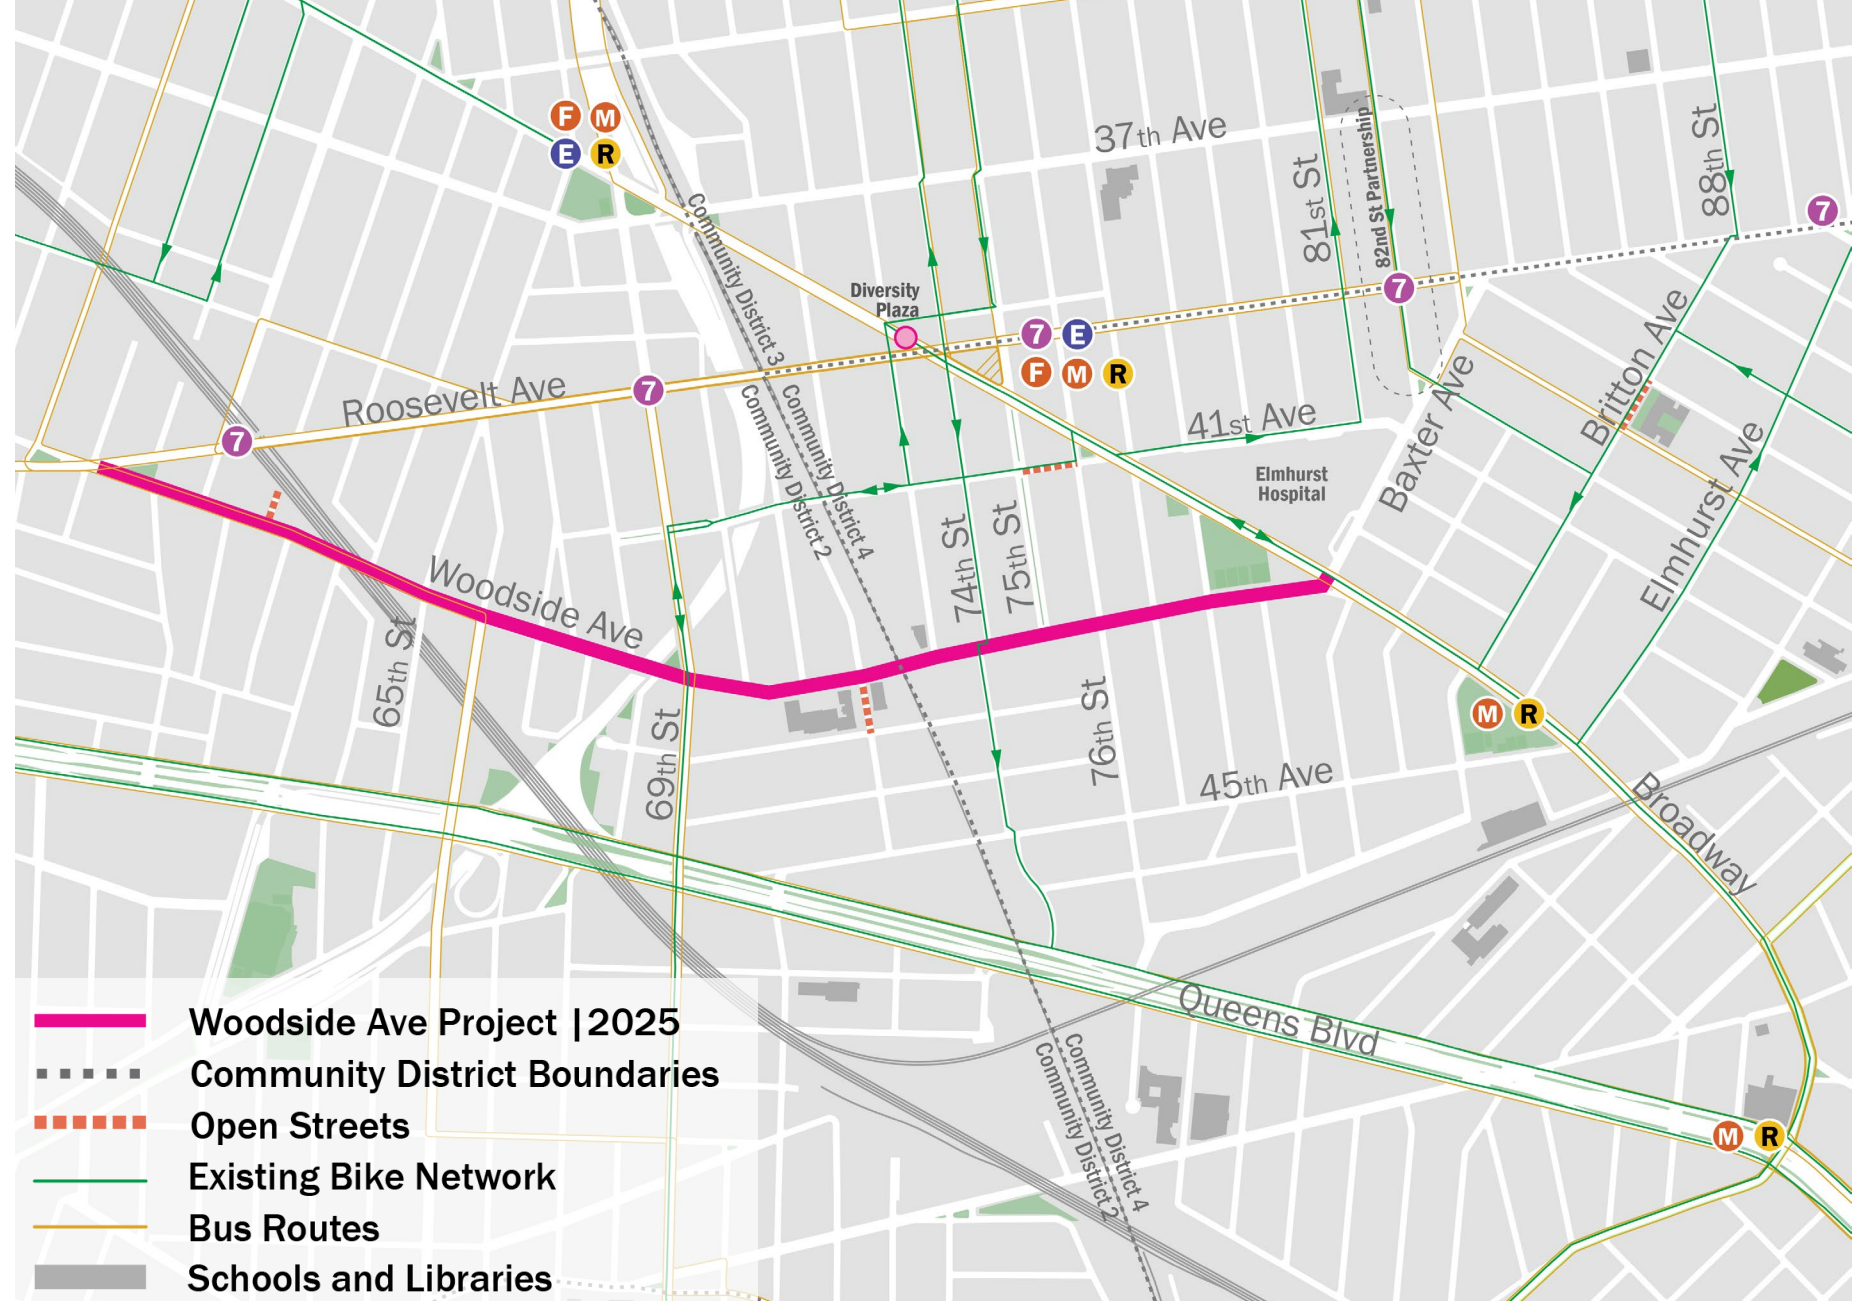 F M
E R
37th Ave
81st St
82nd St Partnership
88th St
7
Community District 3
Diversity
Plaza
7 E
F M R
7
Roosevelt Ave
7
7
Community District 2
Community District 4
41st Ave
Elmhurst
Hospital
Baxter Ave
Britton Ave
Elmhurst Ave
Woodside Ave
65th St
69th St
74th St
75th St
76th St
45th Ave
M R
Broadway
Queens Blvd
Community District 4
Community District 2
M R
Woodside Ave Project | 2025
Community District Boundaries
Open Streets
Existing Bike Network
Bus Routes
Schools and Libraries